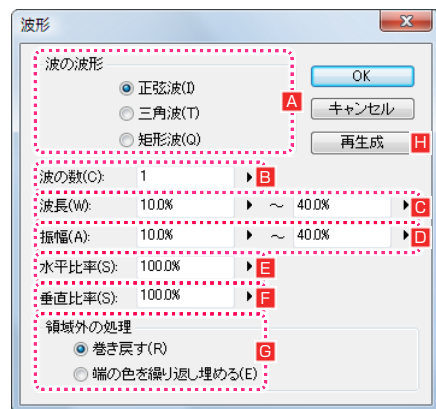 波形
波の波形
正弦波(I)
三角波(T)
矩形波(Q)
A
OK
キャンセル
再生成
H
波の数(C): 1 B
波長(W): 10.0% ～ 40.0% C
振幅(A): 10.0% ～ 40.0% D
水平比率(S): 100.0% E
垂直比率(S): 100.0% F
領域外の処理
巻き戻す(R)
端の色を繰り返し埋める(E)
G